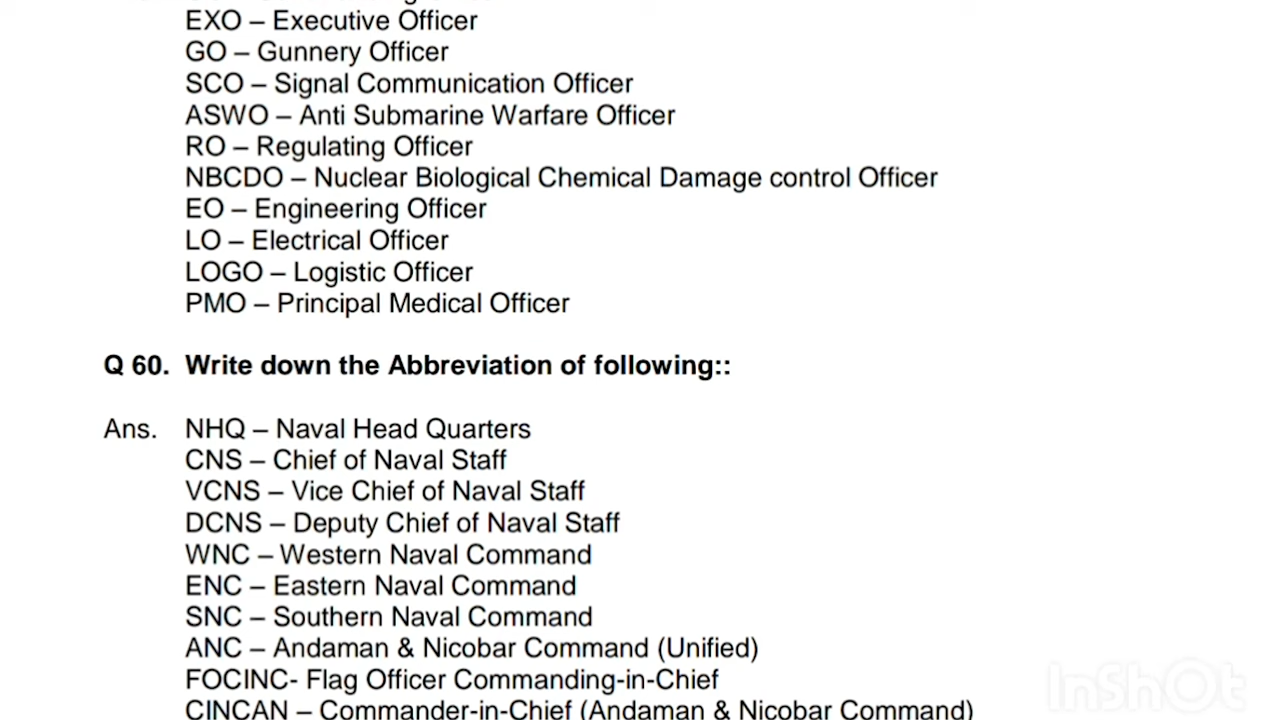 EXO – Executive Officer
GO – Gunnery Officer
SCO – Signal Communication Officer
ASWO – Anti Submarine Warfare Officer
RO – Regulating Officer
NBCDO – Nuclear Biological Chemical Damage control Officer
EO – Engineering Officer
LO – Electrical Officer
LOGO – Logistic Officer
PMO – Principal Medical Officer
Q 60. Write down the Abbreviation of following::
Ans. NHQ – Naval Head Quarters
CNS – Chief of Naval Staff
VCNS – Vice Chief of Naval Staff
DCNS – Deputy Chief of Naval Staff
WNC – Western Naval Command
ENC – Eastern Naval Command
SNC – Southern Naval Command
ANC – Andaman & Nicobar Command (Unified)
FOCINC- Flag Officer Commanding-in-Chief
CINCAN – Commander-in-Chief (Andaman & Nicobar Command)
InShOt